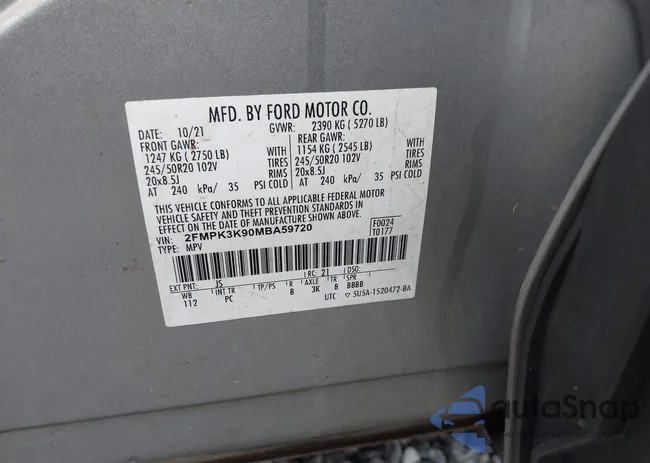 MFD. BY FORD MOTOR CO.
DATE: 10/21 GVWR: 2390 KG ( 5270 LB)
FRONT GAWR: REAR GAWR:
1247 KG ( 2750 LB) WITH 1154 KG ( 2545 LB) WITH
245/50R20 102V TIRES 245/50R20 102V TIRES
20x8.5J RIMS 20x8.5J RIMS
AT 240 kPa/ 35 PSI COLD AT 240 kPa/ 35 PSI COLD
THIS VEHICLE CONFORMS TO ALL APPLICABLE FEDERAL MOTOR
VEHICLE SAFETY AND THEFT PREVENTION STANDARDS IN
EFFECT ON THE DATE OF MANUFACTURE SHOWN ABOVE.
VIN: 2FMPK3K90MBA59720 F0024
TYPE: MPV T0177
EXT PNT: JS RC: 21 DSO:
WB INT TR TP/PS R AXLE TR SPR
112 PC B 3K 8 BBBB
UTC 5U5A-1520472-BA
autoSnap